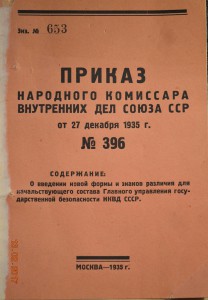 Экз. № 653
ПРИКАЗ
НАРОДНОГО КОМИССАРА
ВНУТРЕННИХ ДЕЛ СОЮЗА ССР
от 27 декабря 1935 г.
№ 396
СОДЕРЖАНИЕ:
О введении новой формы и знаков различия для
начальствующего состава Главного управления госу-
дарственной безопасности НКВД СССР.
МОСКВА—1935 г.